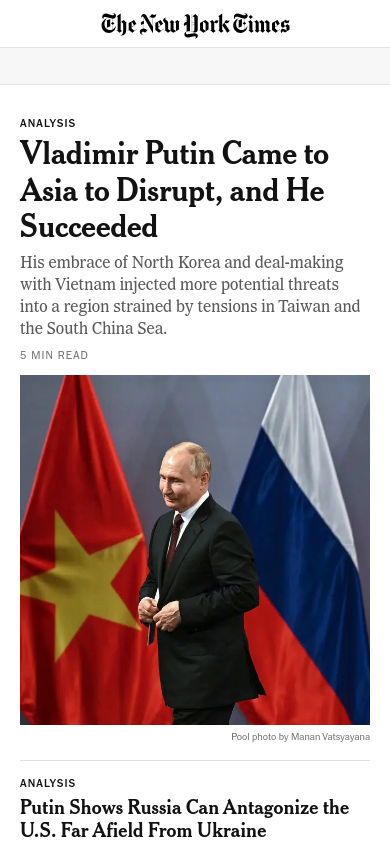 The New York Times
ANALYSIS
Vladimir Putin Came to
Asia to Disrupt, and He
Succeeded
His embrace of North Korea and deal-making
with Vietnam injected more potential threats
into a region strained by tensions in Taiwan and
the South China Sea.
5 MIN READ
Pool photo by Manan Vatsyayana
ANALYSIS
Putin Shows Russia Can Antagonize the
U.S. Far Afield From Ukraine